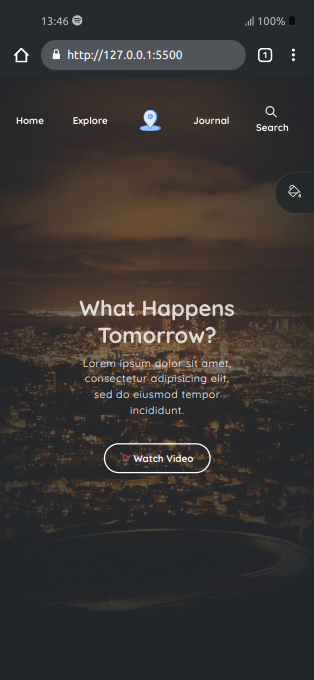 13:46
100%
http://127.0.0.1:5500
1
Home
Explore
Journal
Search
What Happens
Tomorrow?
Lorem ipsum dolor sit amet,
consectetur adipisicing elit,
sed do eiusmod tempor
incididunt.
Watch Video